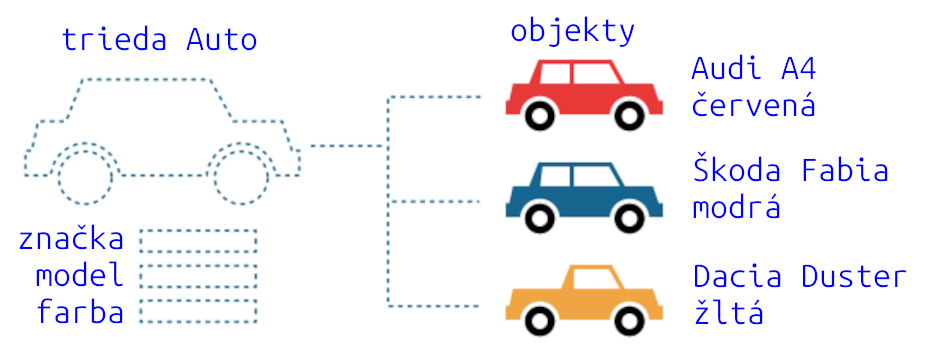 trieda Auto
značka
model
farba
objekty
Audi A4
červená
Škoda Fabia
modrá
Dacia Duster
žltá